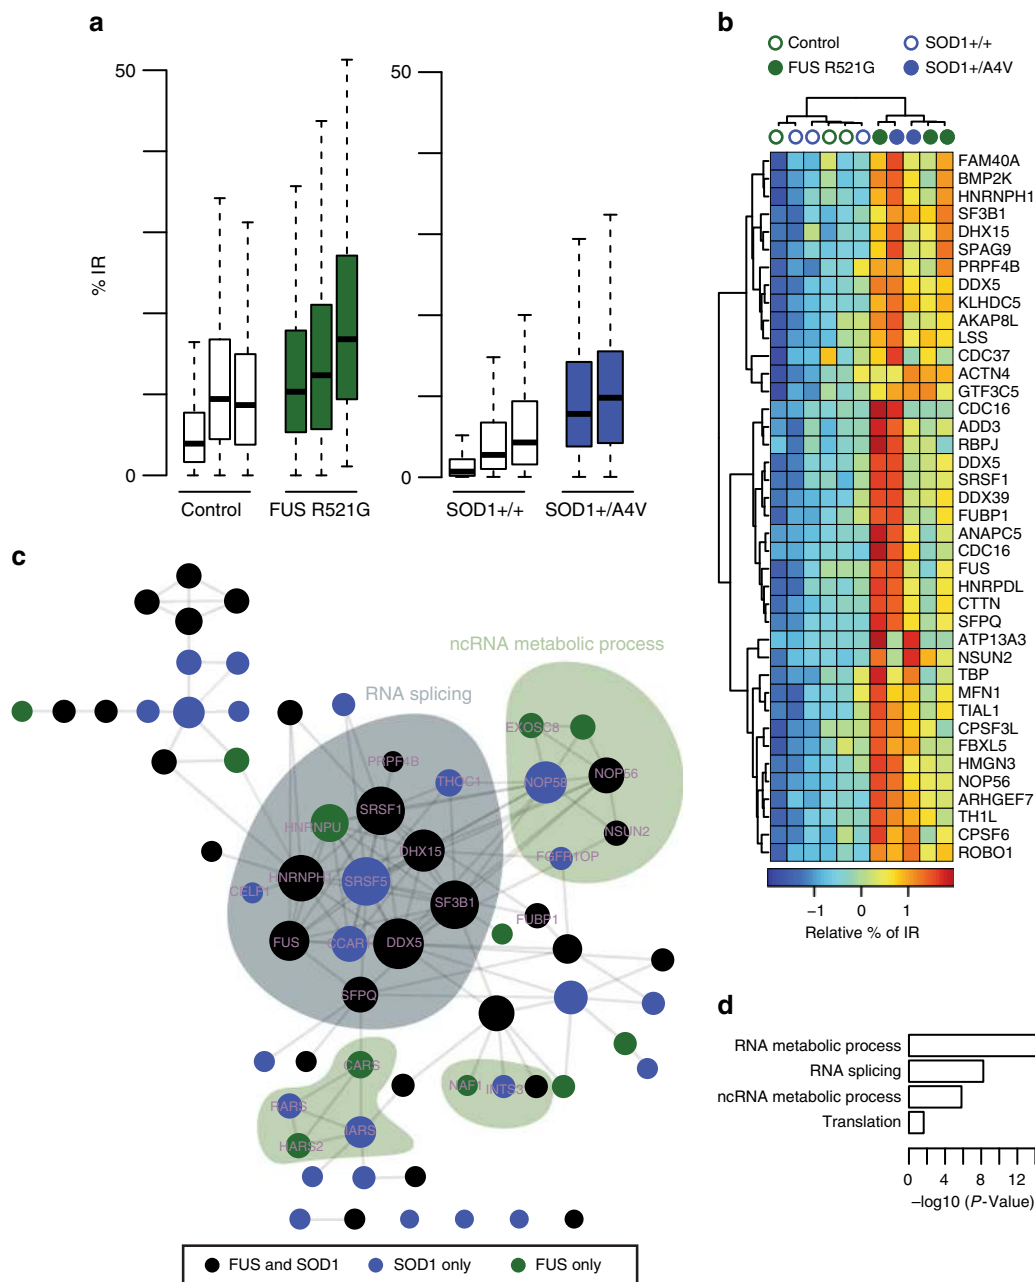 a
50
% IR
0
Control
FUS R521G
50
0
SOD1+/+
SOD1+/A4V
b
Control
SOD1+/+
FUS R521G
SOD1+/A4V
FAM40A
BMP2K
HNRNPH1
SF3B1
DHX15
SPAG9
PRPF4B
DDX5
KLHDC5
AKAP8L
LSS
CDC37
ACTN4
GTF3C5
CDC16
ADD3
RBPJ
DDX5
SRSF1
DDX39
FUBP1
ANAPC5
CDC16
FUS
HNRPDL
CTTN
SFPQ
ATP13A3
NSUN2
TBP
MFN1
TIAL1
CPSF3L
FBXL5
HMGN3
NOP56
ARHGEF7
TH1L
CPSF6
ROBO1
−1 0 1
Relative % of IR
c
ncRNA metabolic process
RNA splicing
EXOSC8
PRPF4B
THOC1
NOP58
NOP56
SRSF1
HNRNPU
NSUN2
DHX15
FGFR1OP
HNRNPH
SRSF5
CELF1
SF3B1
FUBP1
FUS
CCAR
DDX5
SFPQ
CARS
NAF1
INTS3
RARS
IARS
HARS2
FUS and SOD1
SOD1 only
FUS only
d
RNA metabolic process
RNA splicing
ncRNA metabolic process
Translation
0 4 8 12
−log10 (P-Value)